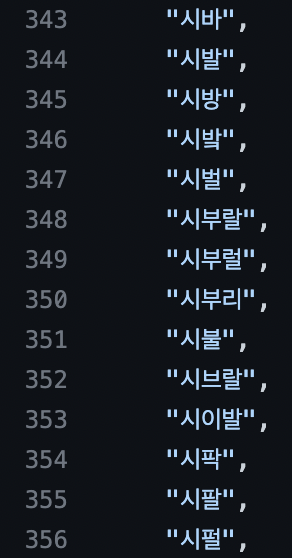 343 "시바",
344 "시발",
345 "시방",
346 "시밬",
347 "시벌",
348 "시부랄",
349 "시부럴",
350 "시부리",
351 "시불",
352 "시브랄",
353 "시이발",
354 "시팍",
355 "시팔",
356 "시펄",